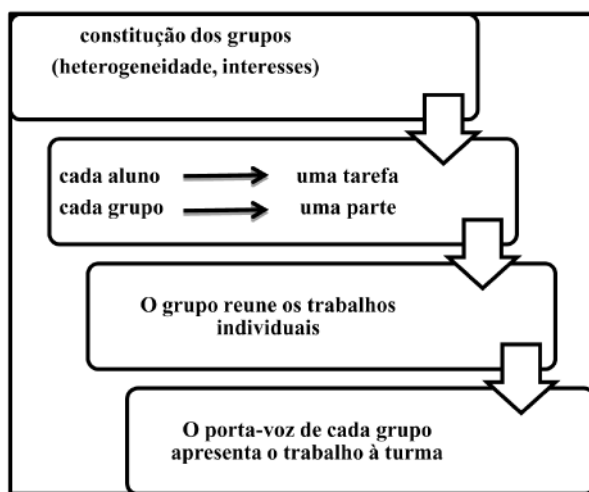 constituição dos grupos
(heterogeneidade, interesses)
cada aluno uma tarefa
cada grupo uma parte
O grupo reune os trabalhos
individuais
O porta-voz de cada grupo
apresenta o trabalho à turma